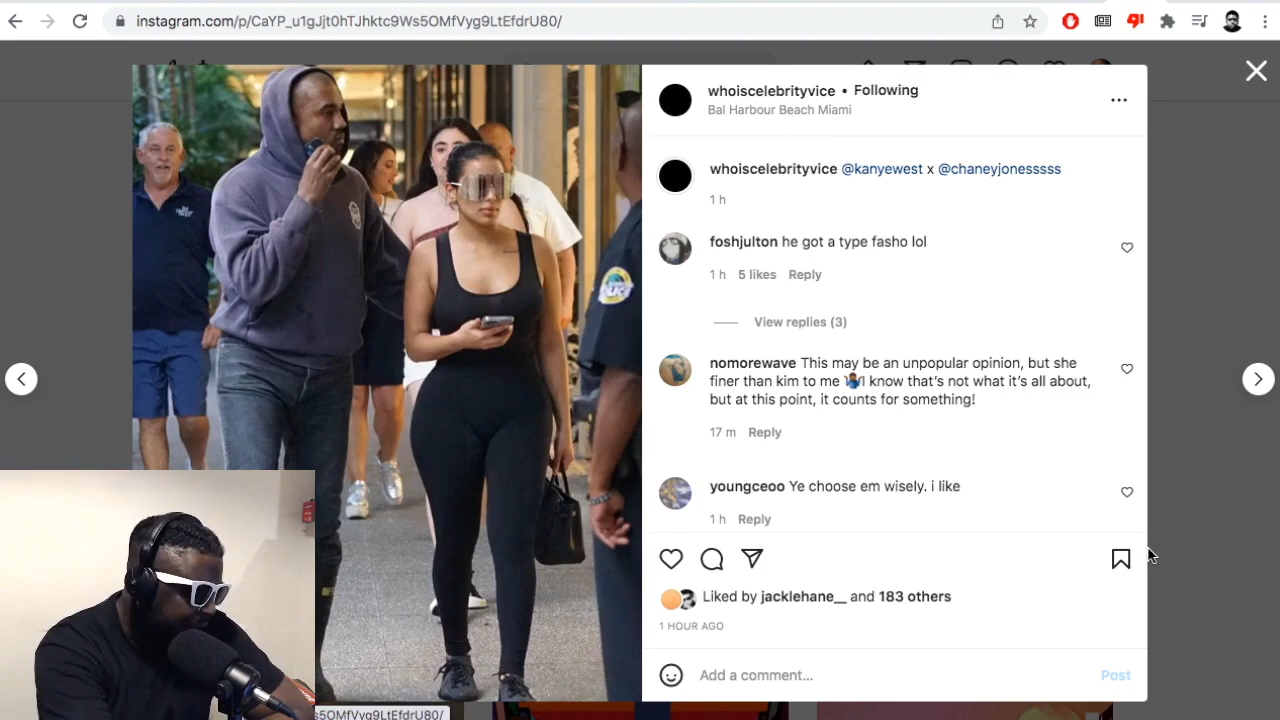 instagram.com/p/CaYP_u1gJjt0hTJhktc9Ws5OMfVyg9LtEfdrU80/
whoiscelebrityvice • Following
Bal Harbour Beach Miami
whoiscelebrityvice @kanyewest x @chaneyjonesssss
1 h
foshjulton he got a type fasho lol
1 h 5 likes Reply
View replies (3)
nomorewave This may be an unpopular opinion, but she
finer than kim to me 🤷🏾‍♂️I know that's not what it's all about,
but at this point, it counts for something!
17 m Reply
youngceoo Ye choose em wisely. i like
1 h Reply
Liked by jacklehane__ and 183 others
1 HOUR AGO
Add a comment...
Post
s5OMfVyg9LtEfdrU80/